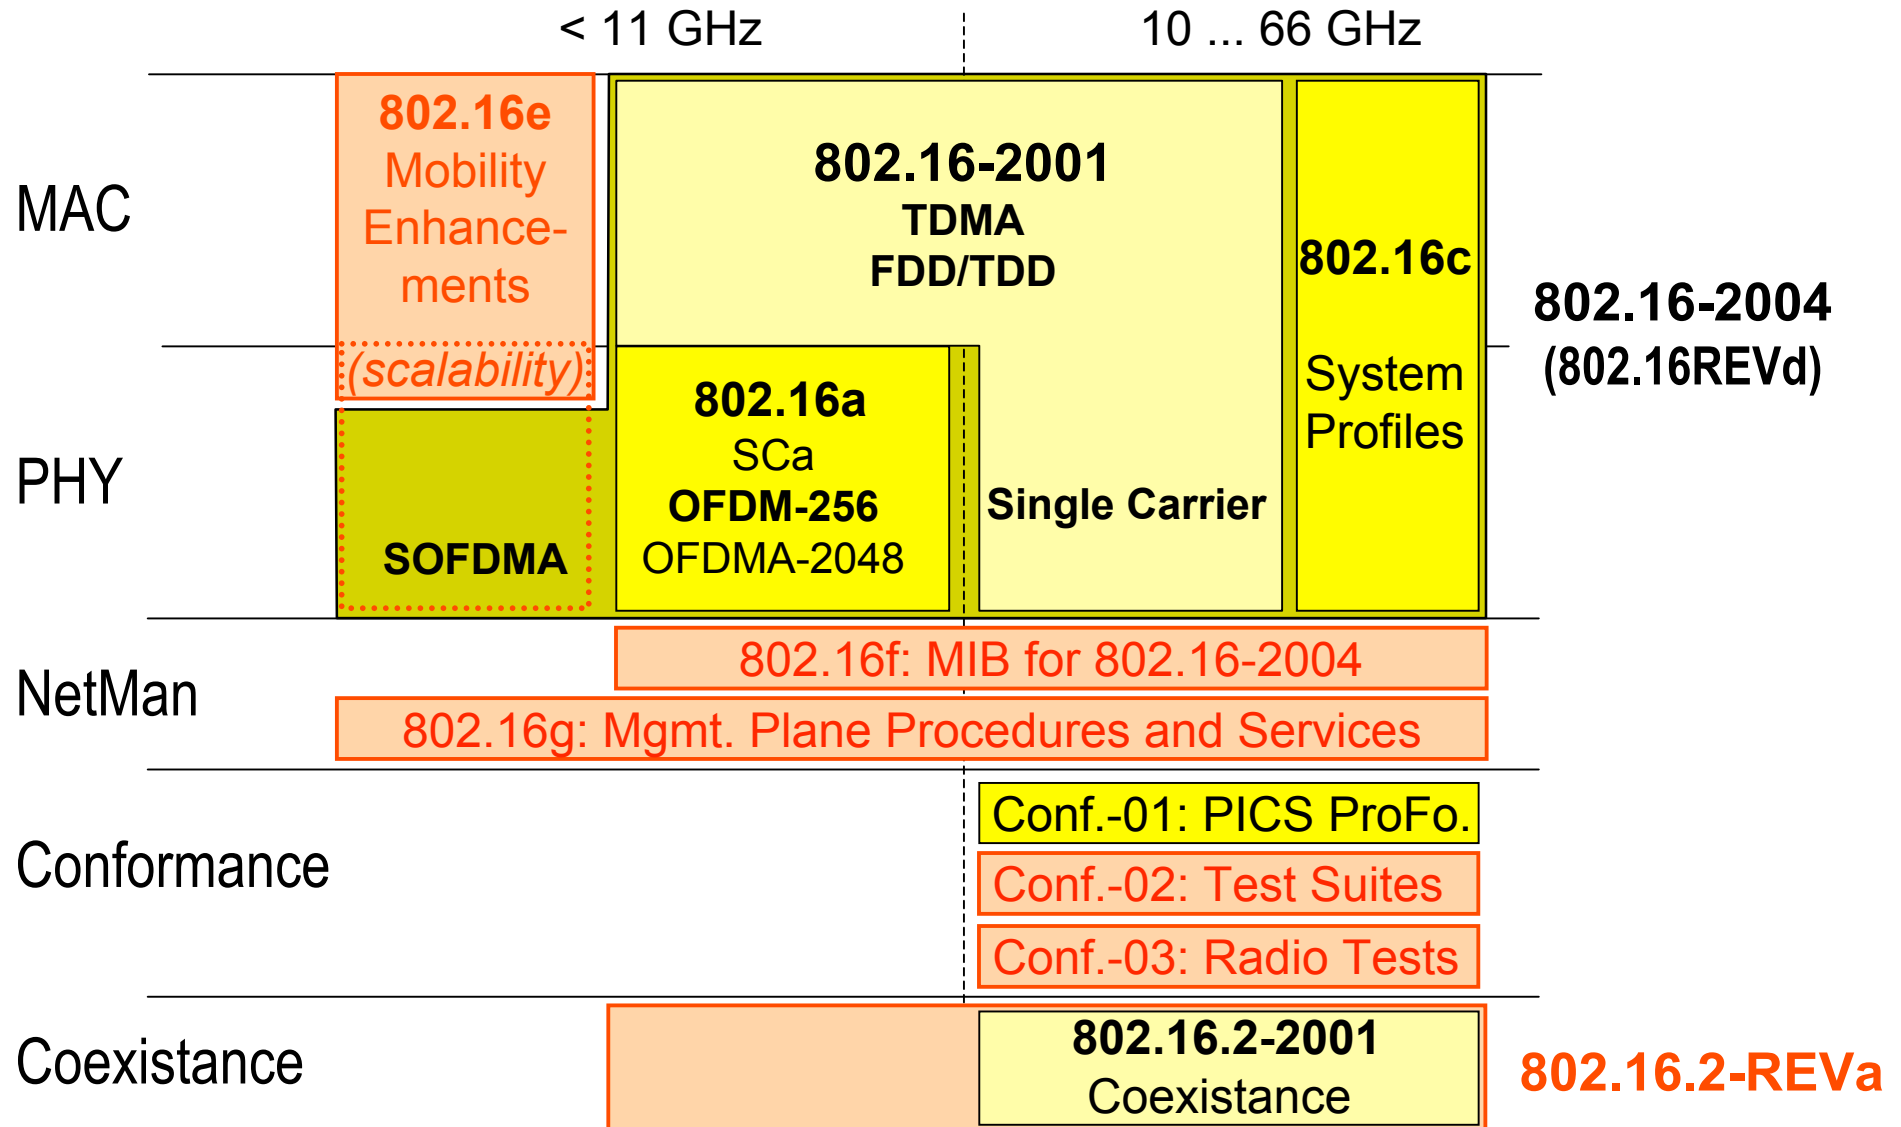 < 11 GHz
10 ... 66 GHz
MAC
802.16e
Mobility
Enhance-
ments
(scalability)
802.16-2001
TDMA
FDD/TDD
802.16c
System
Profiles
802.16-2004
(802.16REVd)
PHY
SOFDMA
802.16a
SCa
OFDM-256
OFDMA-2048
Single Carrier
NetMan
802.16f: MIB for 802.16-2004
802.16g: Mgmt. Plane Procedures and Services
Conformance
Conf.-01: PICS ProFo.
Conf.-02: Test Suites
Conf.-03: Radio Tests
Coexistance
802.16.2-2001
Coexistance
802.16.2-REVa